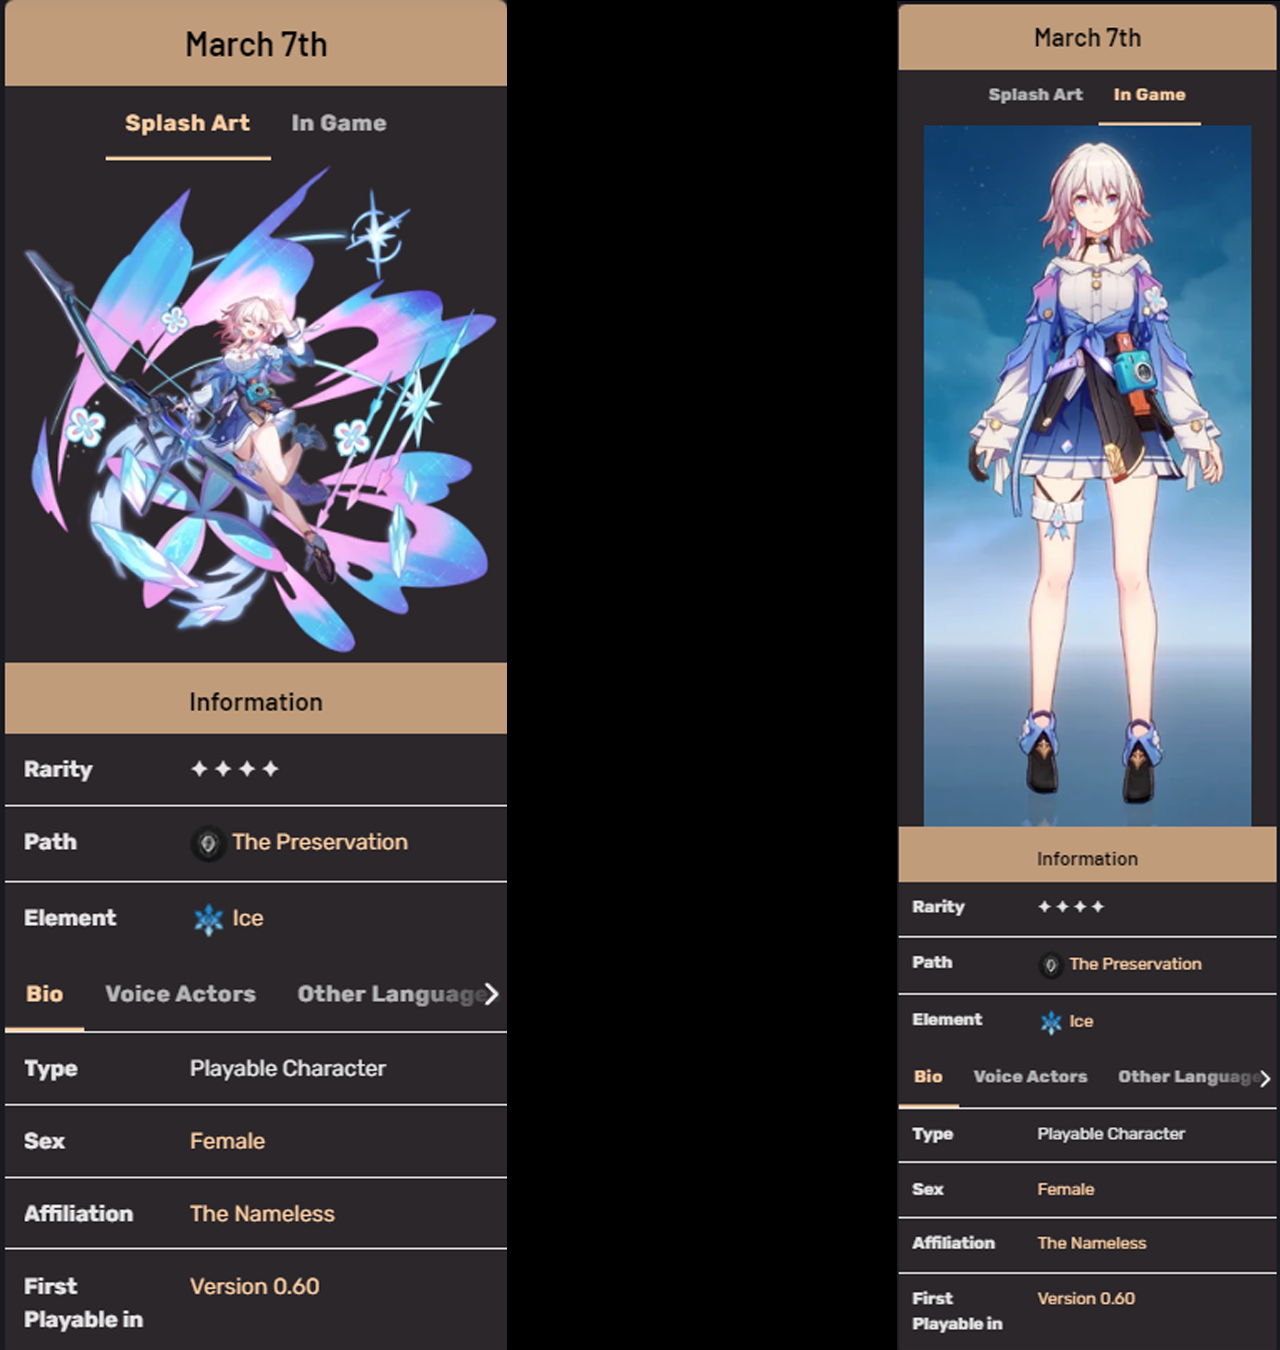 March 7th
Splash Art In Game
Information
Rarity
Path The Preservation
Element Ice
Bio Voice Actors Other Language
Type Playable Character
Sex Female
Affiliation The Nameless
First Version 0.60
Playable in
March 7th
Splash Art In Game
Information
Rarity
Path The Preservation
Element Ice
Bio Voice Actors Other Language
Type Playable Character
Sex Female
Affiliation The Nameless
First Version 0.60
Playable in